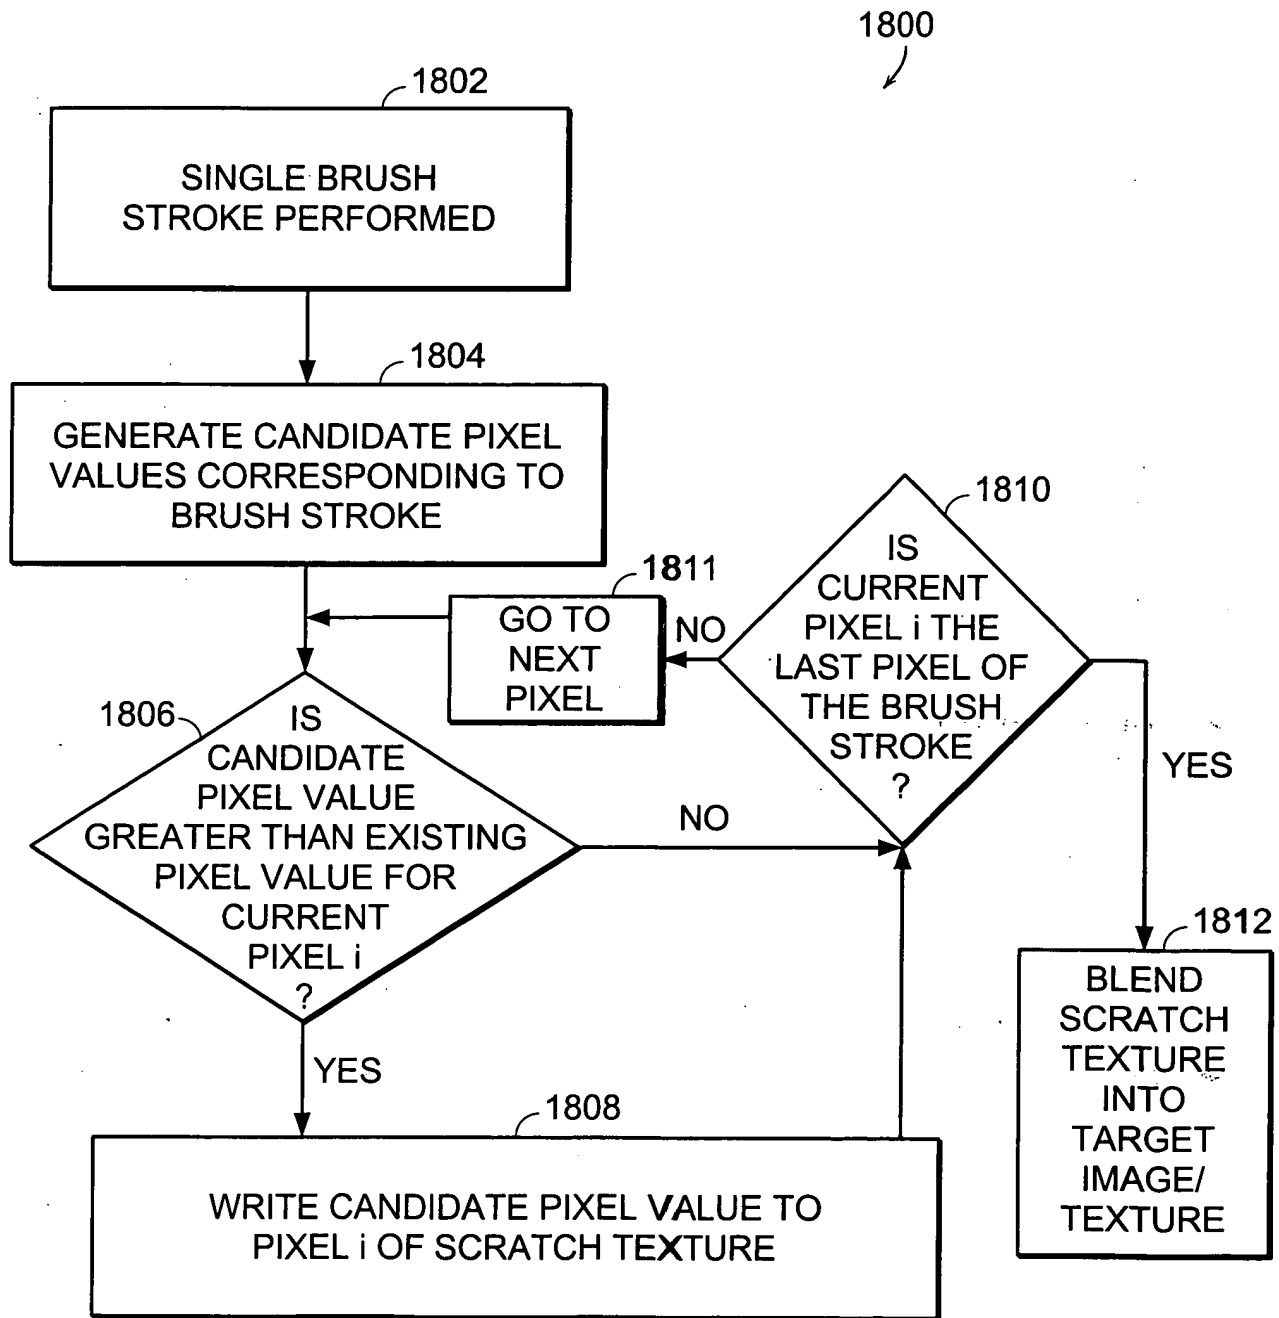 1800
1802
SINGLE BRUSH
STROKE PERFORMED
1804
GENERATE CANDIDATE PIXEL
VALUES CORRESPONDING TO
BRUSH STROKE
1806
IS
CANDIDATE
PIXEL VALUE
GREATER THAN EXISTING
PIXEL VALUE FOR
CURRENT
PIXEL i
?
NO
YES
1808
WRITE CANDIDATE PIXEL VALUE TO
PIXEL i OF SCRATCH TEXTURE
1810
IS
CURRENT
PIXEL i THE
LAST PIXEL OF
THE BRUSH
STROKE
?
NO
1811
GO TO
NEXT
PIXEL
YES
1812
BLEND
SCRATCH
TEXTURE
INTO
TARGET
IMAGE/
TEXTURE